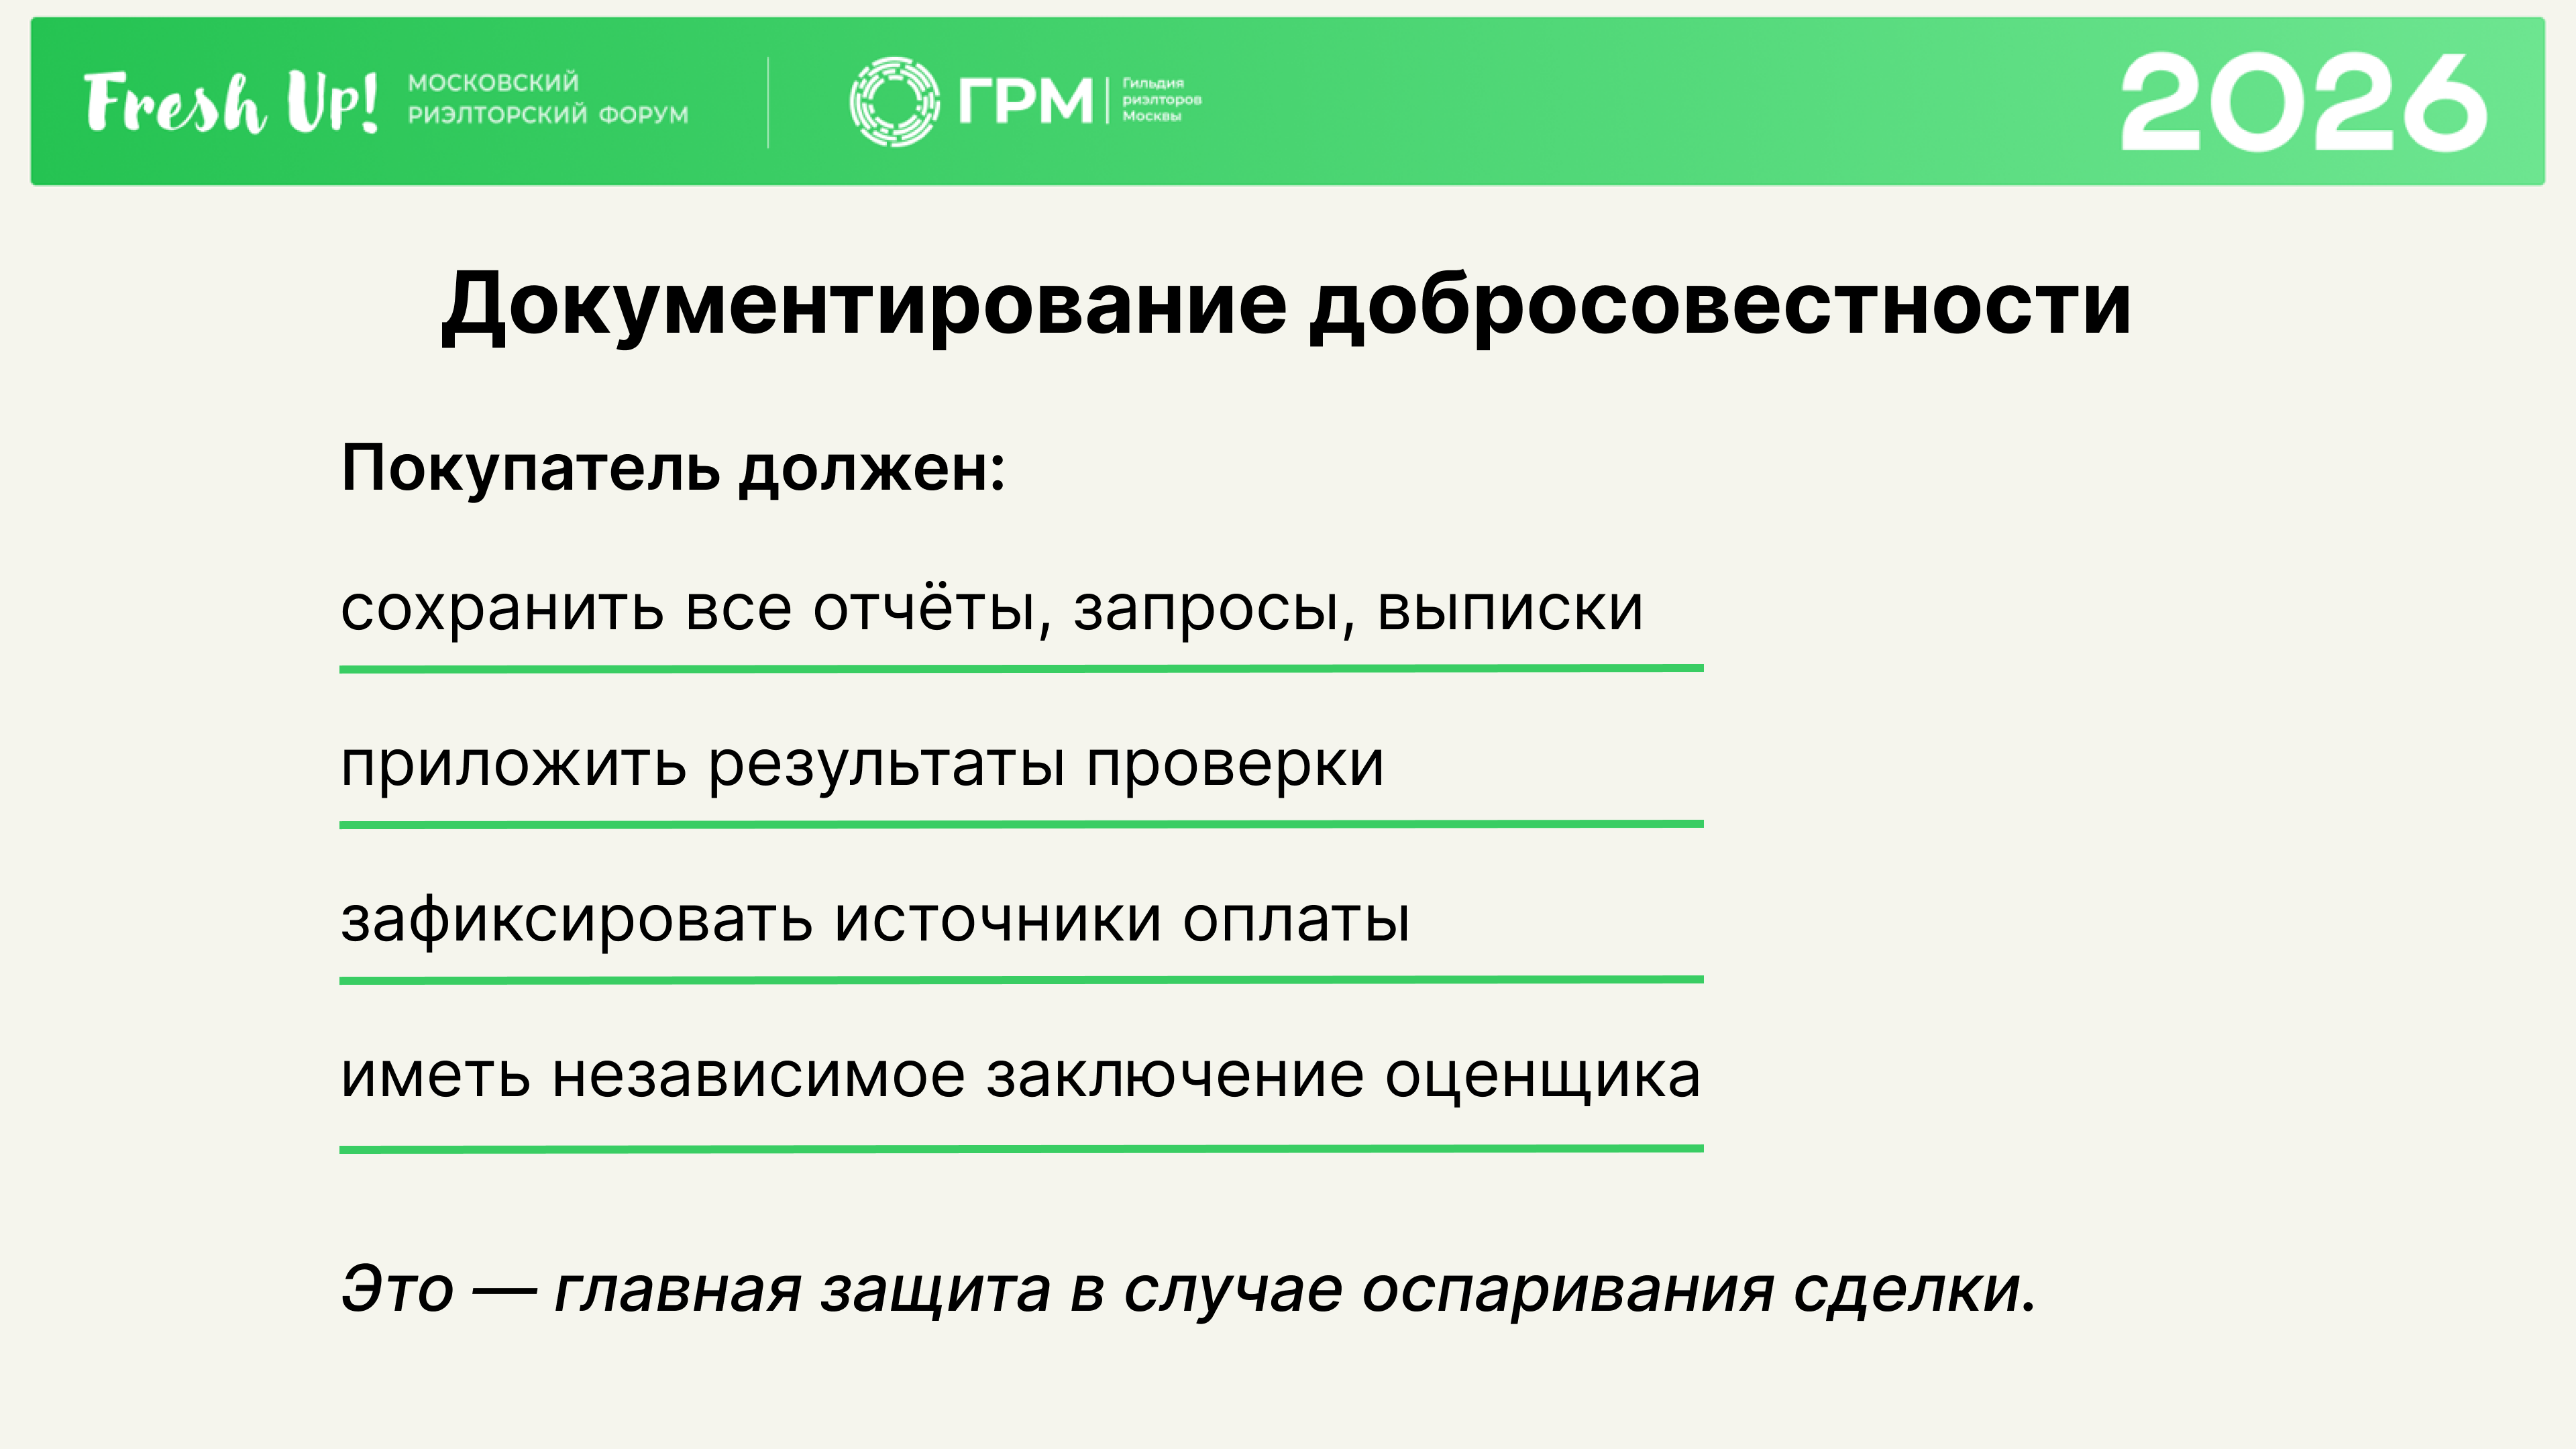 Fresh Up!
МОСКОВСКИЙ
РИЭЛТОРСКИЙ ФОРУМ
ГРМ
Гильдия
риэлторов
Москвы
2026
Документирование добросовестности
Покупатель должен:
сохранить все отчёты, запросы, выписки
приложить результаты проверки
зафиксировать источники оплаты
иметь независимое заключение оценщика
Это — главная защита в случае оспаривания сделки.